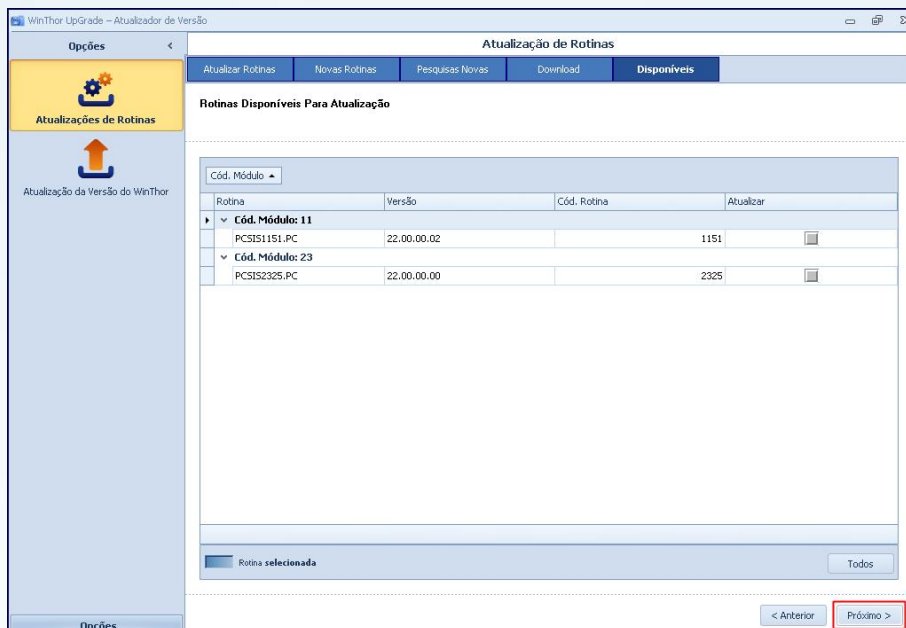 WinThor UpGrade – Atualizador de Versão
Opções
Atualização de Rotinas
Atualizar Rotinas
Novas Rotinas
Pesquisas Novas
Download
Disponíveis
Atualizações de Rotinas
Rotinas Disponíveis Para Atualização
Atualização da Versão do WinThor
Cód. Módulo
Rotina Versão Cód. Rotina Atualizar
Cód. Módulo: 11
PCSIS1151.PC 22.00.00.02 1151
Cód. Módulo: 23
PCSIS2325.PC 22.00.00.00 2325
Rotina selecionada
Todos
< Anterior
Próximo >
Opções